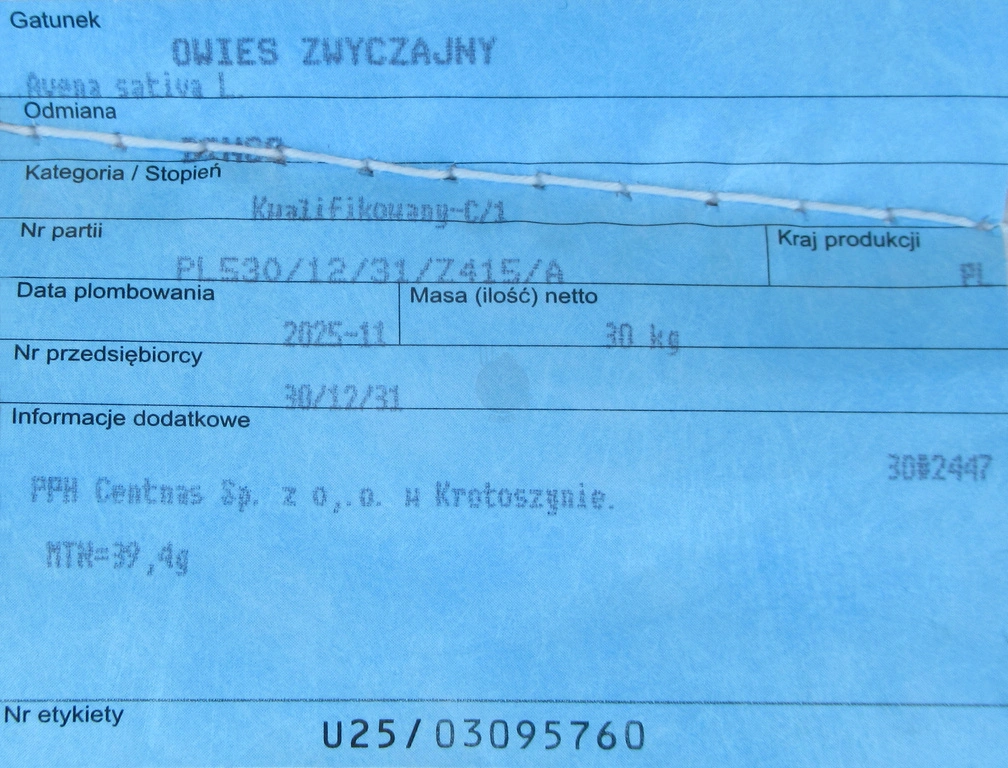 Gatunek
OWIES ZWYCZAJNY
Avena sativa L.
Odmiana
Kategoria / Stopień
Kwalifikowany-C/1
Nr partii
Kraj produkcji
PL530/12/31/Z415/A
PL
Data plombowania
Masa (ilość) netto
2025-11
30 kg
Nr przedsiębiorcy
30/12/31
Informacje dodatkowe
PPH Centnas Sp. z o,.o. w Krotoszynie.
MTN=39,4g
Nr etykiety
U25/03095760